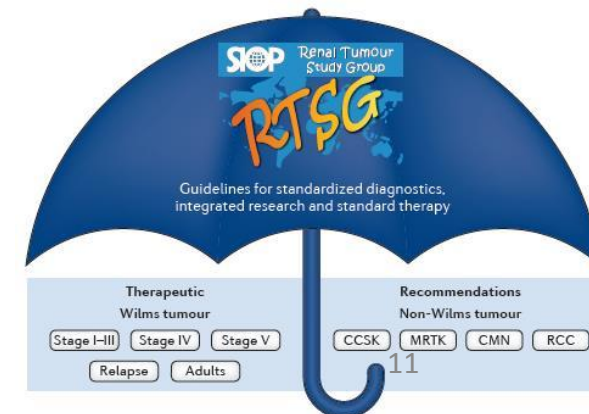 SIOP Renal Tumour
Study Group
RTSG
Guidelines for standardized diagnostics,
integrated research and standard therapy
Therapeutic
Wilms tumour
Stage I–III Stage IV Stage V
Relapse Adults
Recommendations
Non-Wilms tumour
CCSK MRTK CMN RCC
11